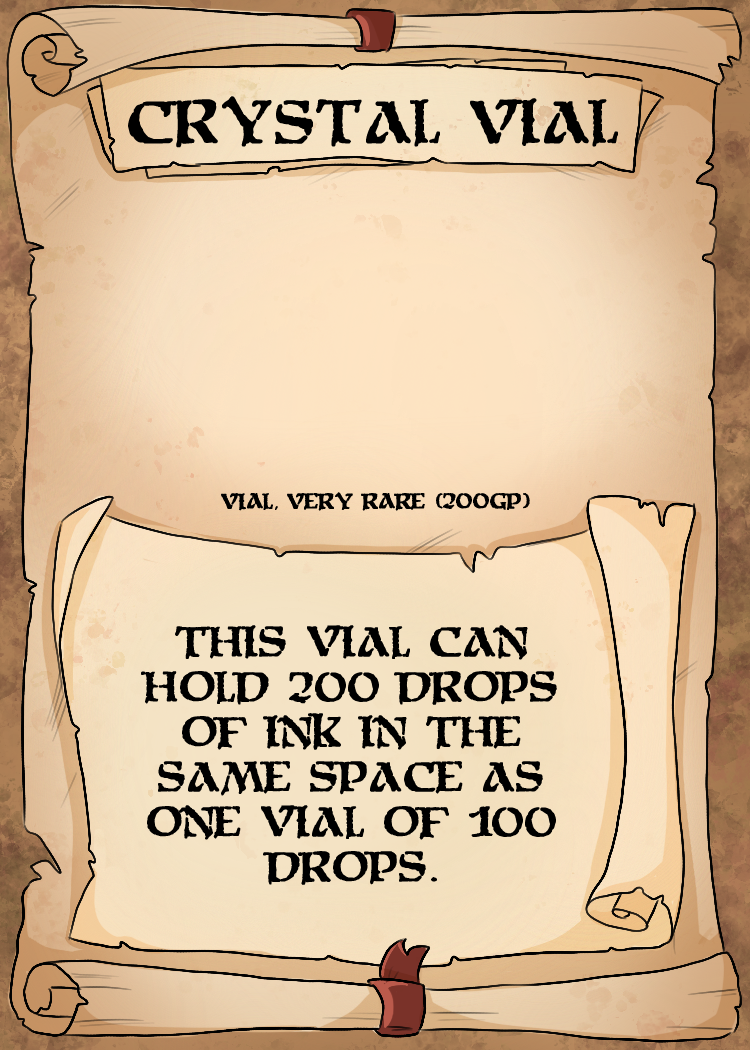 CRYSTAL VIAL
VIAL, VERY RARE (200GP)
THIS VIAL CAN
HOLD 200 DROPS
OF INK IN THE
SAME SPACE AS
ONE VIAL OF 100
DROPS.